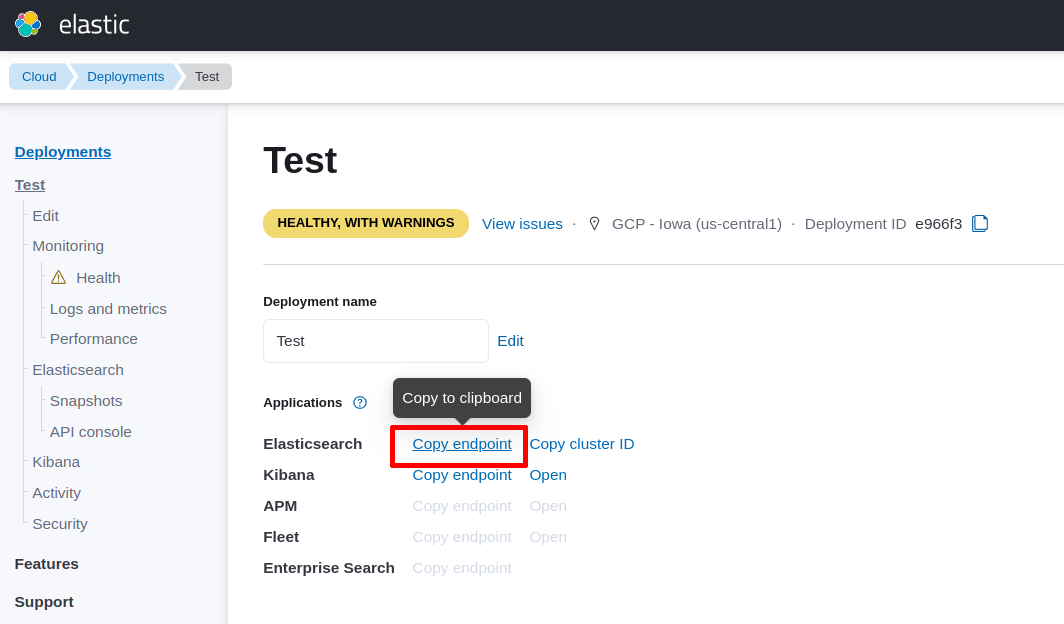 elastic
Cloud Deployments Test
Deployments
Test
Edit
Monitoring
Health
Logs and metrics
Performance
Elasticsearch
Snapshots
API console
Kibana
Activity
Security
Features
Support
Test
HEALTHY, WITH WARNINGS View issues · GCP - Iowa (us-central1) · Deployment ID e966f3
Deployment name
Test Edit
Applications ?
Copy to clipboard
Elasticsearch Copy endpoint Copy cluster ID
Kibana Copy endpoint Open
APM Copy endpoint Open
Fleet Copy endpoint Open
Enterprise Search Copy endpoint